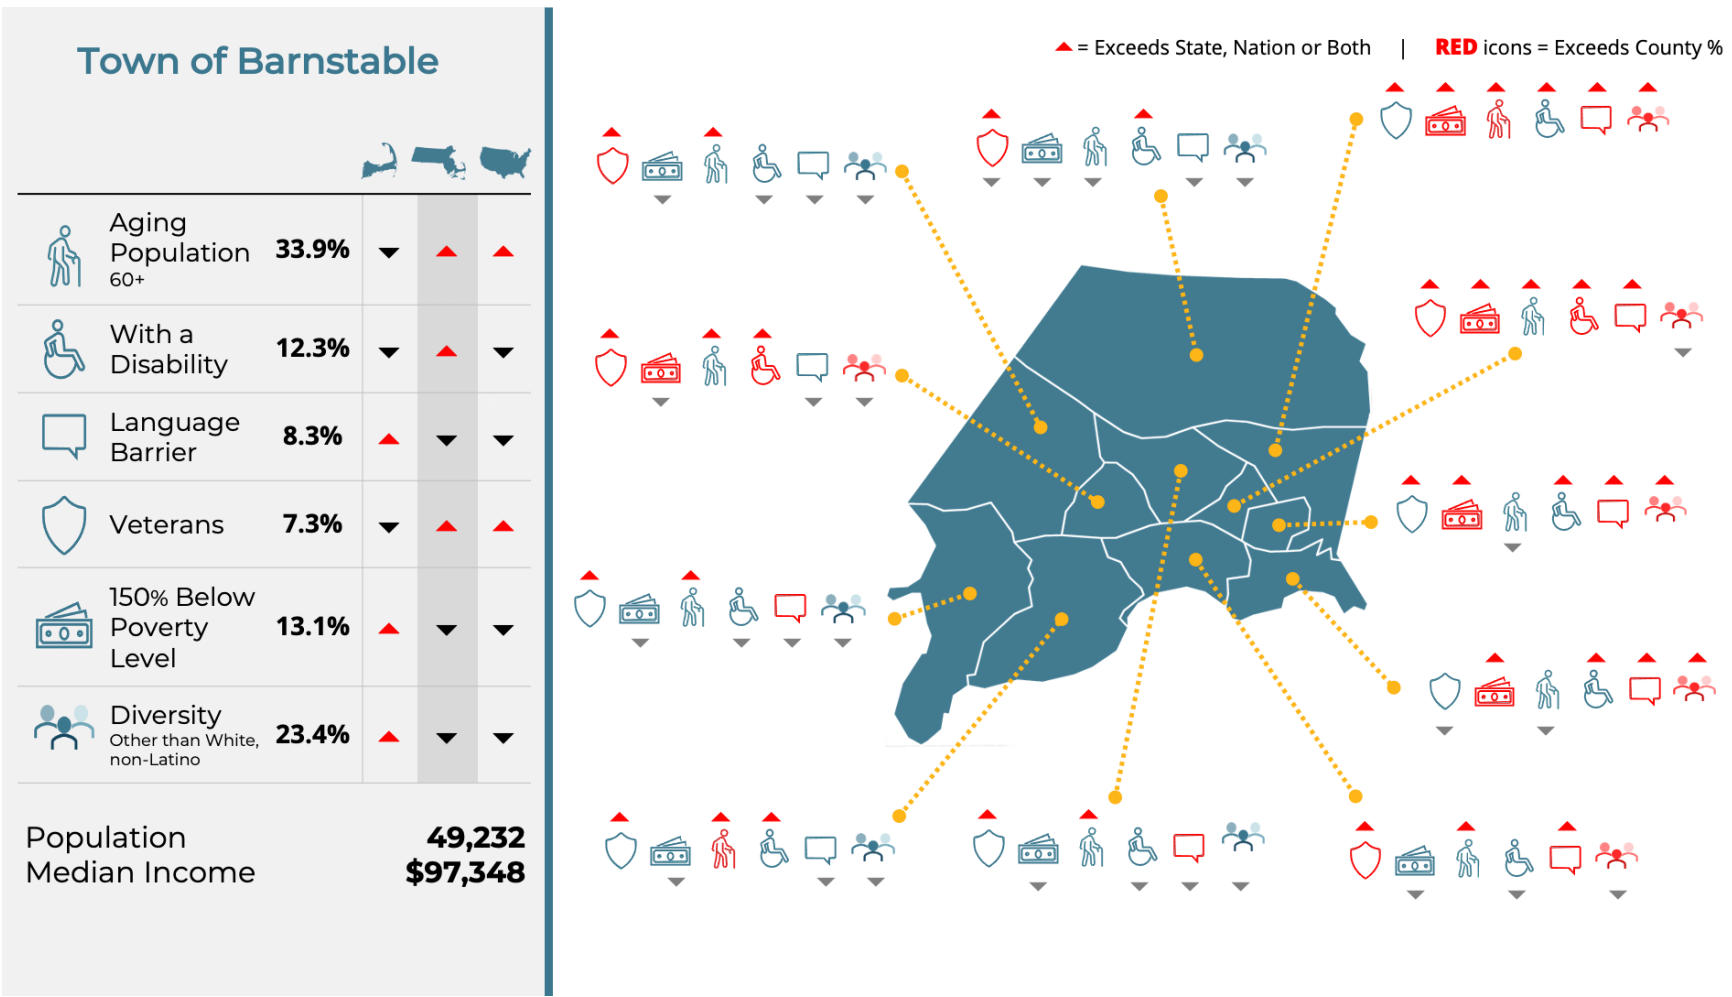 Town of Barnstable
▲ = Exceeds State, Nation or Both | RED icons = Exceeds County %
Aging
Population 33.9%
60+
With a
Disability 12.3%
Language
Barrier 8.3%
Veterans 7.3%
150% Below
Poverty 13.1%
Level
Diversity 23.4%
Other than White,
non-Latino
Population 49,232
Median Income $97,348